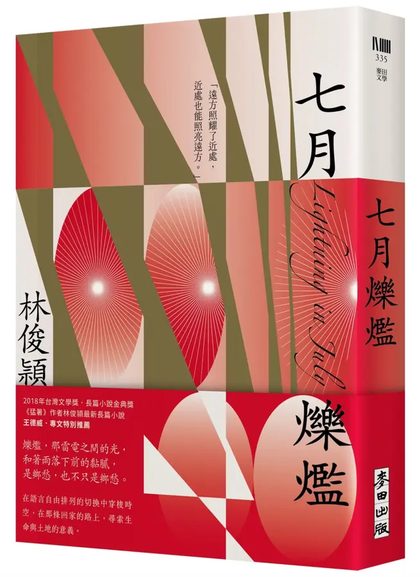 「遠方照耀了近處，
近處也能照亮遠方。」
七月爍爁
Lightning in July
林俊頴
2018年台灣文學獎．長篇小說金典獎
《猛暑》作者林俊頴最新長篇小說
王德威．專文特別推薦
爍爁，那雷電之間的光，
和著雨落下前的黏膩，
是鄉愁，也不只是鄉愁。
在語言自由排列的切換中穿梭時
空，在那條回家的路上，尋索生
命與土地的意義。
335
麥田
文學
七月爍爁
麥田出版